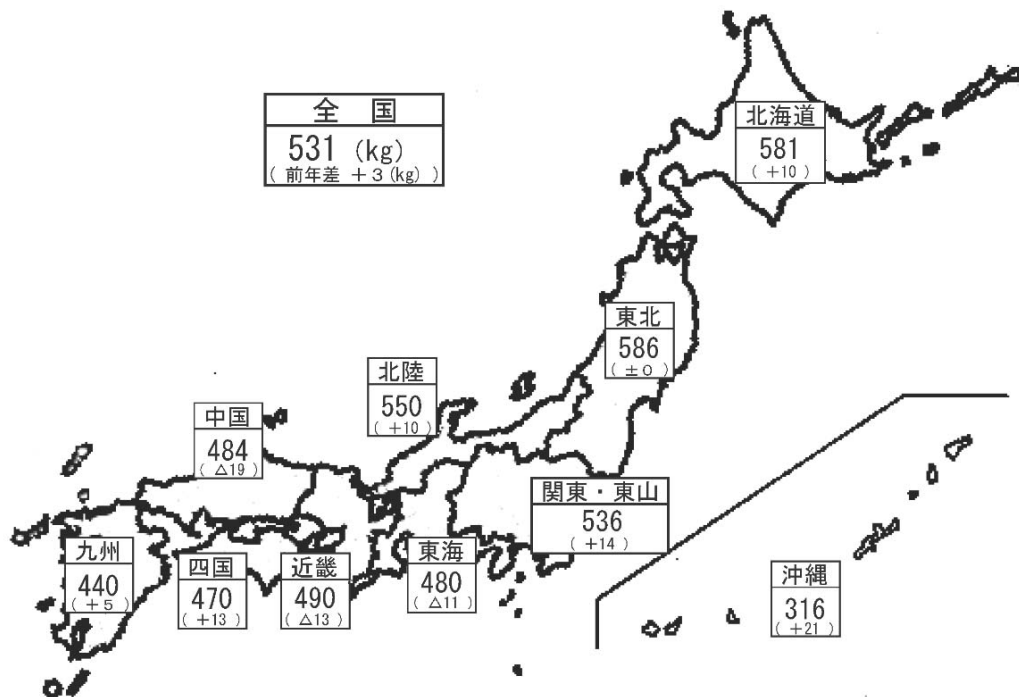 全 国
531 (kg)
( 前年差 +3(kg) )
北海道
581
( +10 )
東北
586
( ±0 )
北陸
550
( +10 )
中国
484
( △19 )
関東・東山
536
( +14 )
九州
440
( +5 )
四国
470
( +13 )
近畿
490
( △13 )
東海
480
( △11 )
沖縄
316
( +21 )